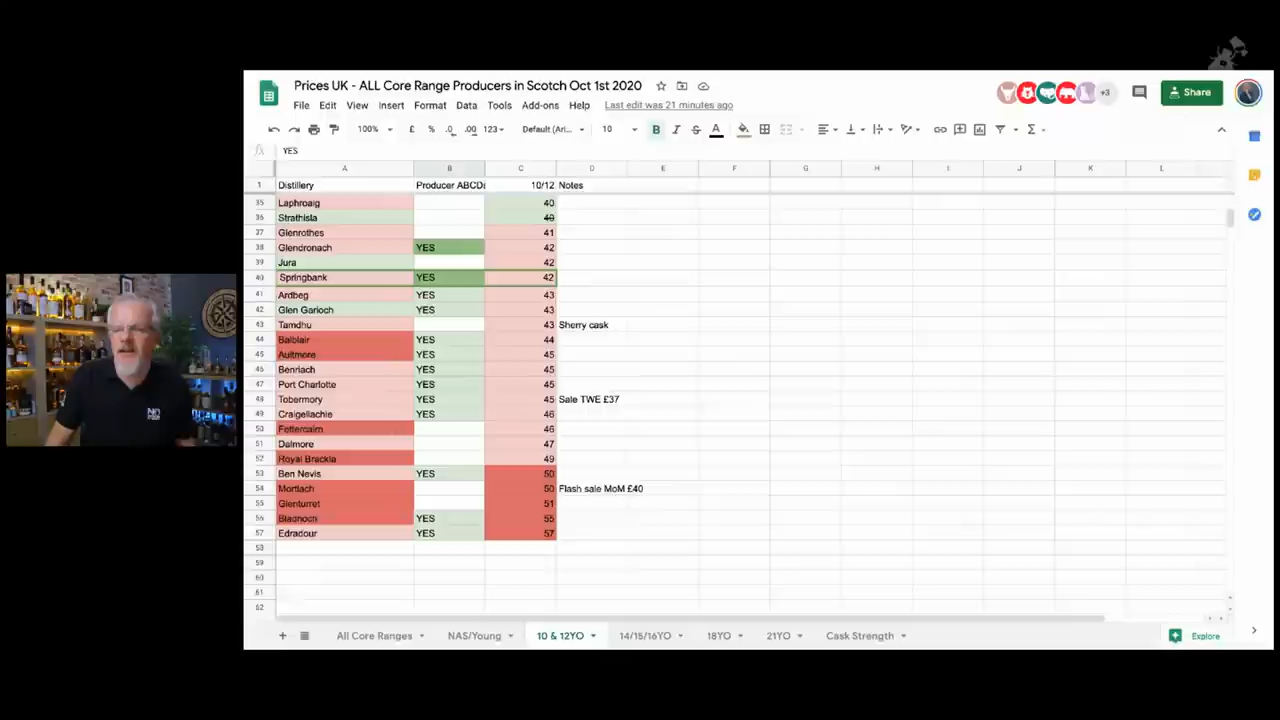 Prices UK - ALL Core Range Producers in Scotch Oct 1st 2020
+3
Share
File Edit View Insert Format Data Tools Add-ons Help Last edit was 21 minutes ago
100% £ % .0 .00 123 Default (Ari... 10 B I S A
fx YES
A B C D E F G H I J K L
1 Distillery Producer ABCDs 10/12 Notes
35 Laphroaig 40
36 Strathisla 40
37 Glenrothes 41
38 Glendronach YES 42
39 Jura 42
40 Springbank YES 42
41 Ardbeg YES 43
42 Glen Garioch YES 43
43 Tamdhu 43 Sherry cask
44 Balblair YES 44
45 Aultmore YES 45
46 Benriach YES 45
47 Port Charlotte YES 45
48 Tobermory YES 45 Sale TWE £37
49 Craigellachie YES 46
50 Fettercairn 46
51 Dalmore 47
52 Royal Brackla 49
53 Ben Nevis YES 50
54 Mortlach 50 Flash sale MoM £40
55 Glenturret 51
56 Bladnoch YES 55
57 Edradour YES 57
58
59
60
61
62
+ All Core Ranges NAS/Young 10 & 12YO 14/15/16YO 18YO 21YO Cask Strength Explore